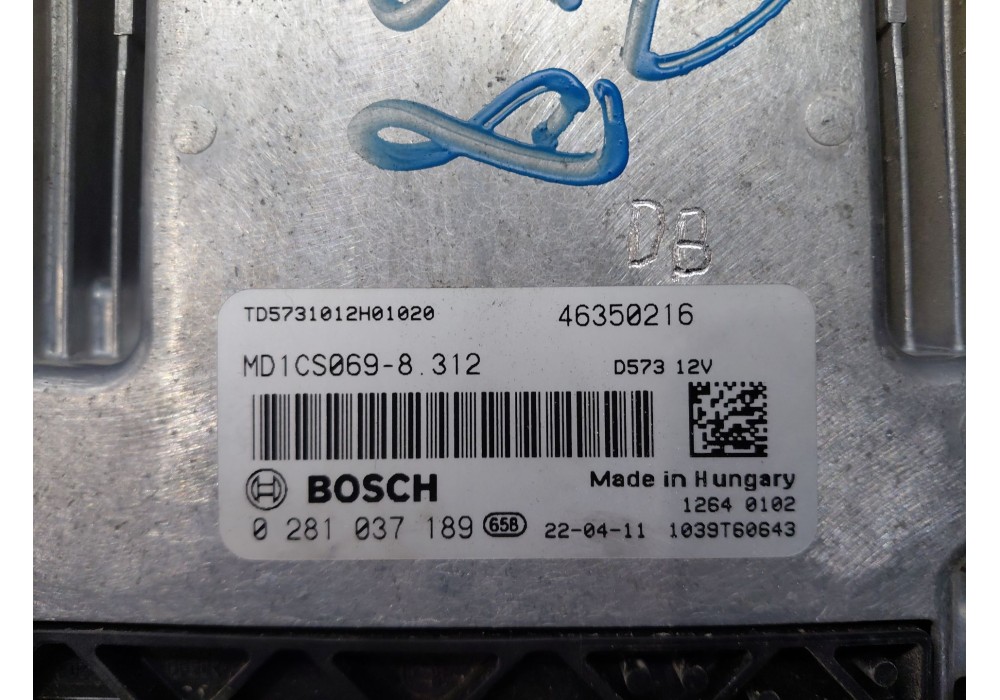 DB
TD5731012H01020 46350216
MD1CS069-8.312 D573 12V
BOSCH Made in Hungary
1264 0102
0 281 037 189 658 22-04-11 1039T60643